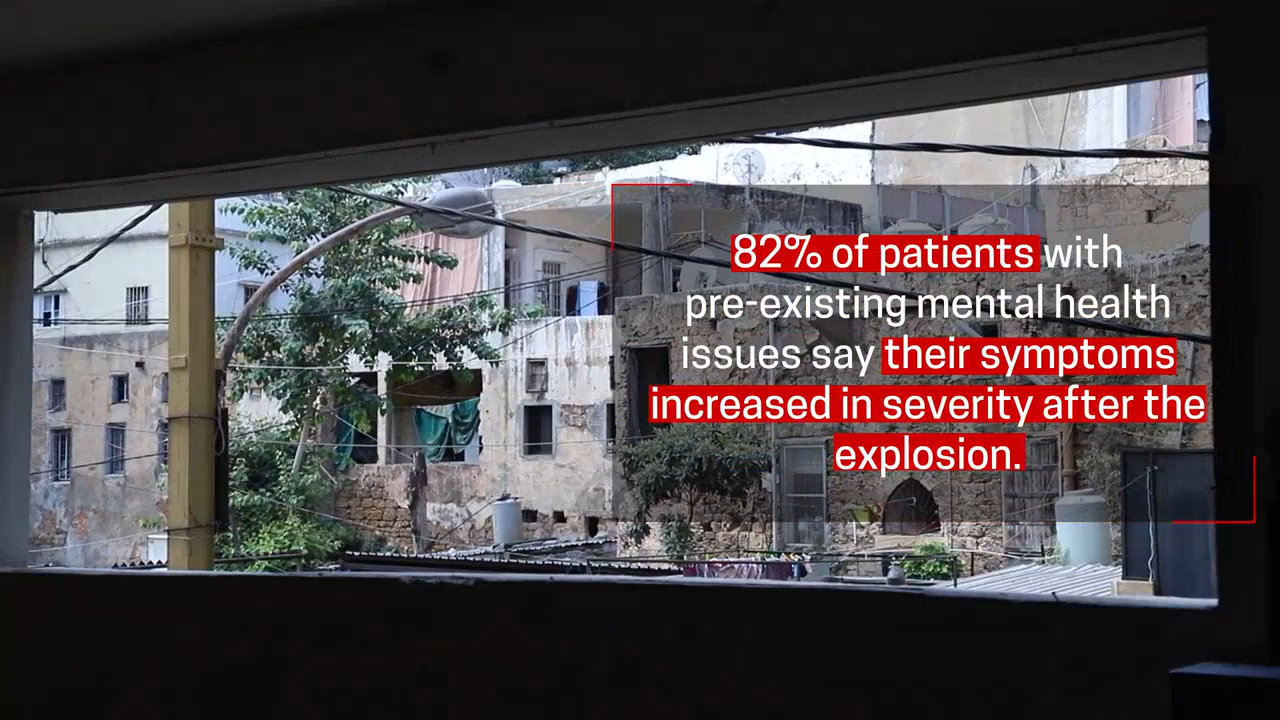 82% of patients with
pre-existing mental health
issues say their symptoms
increased in severity after the
explosion.